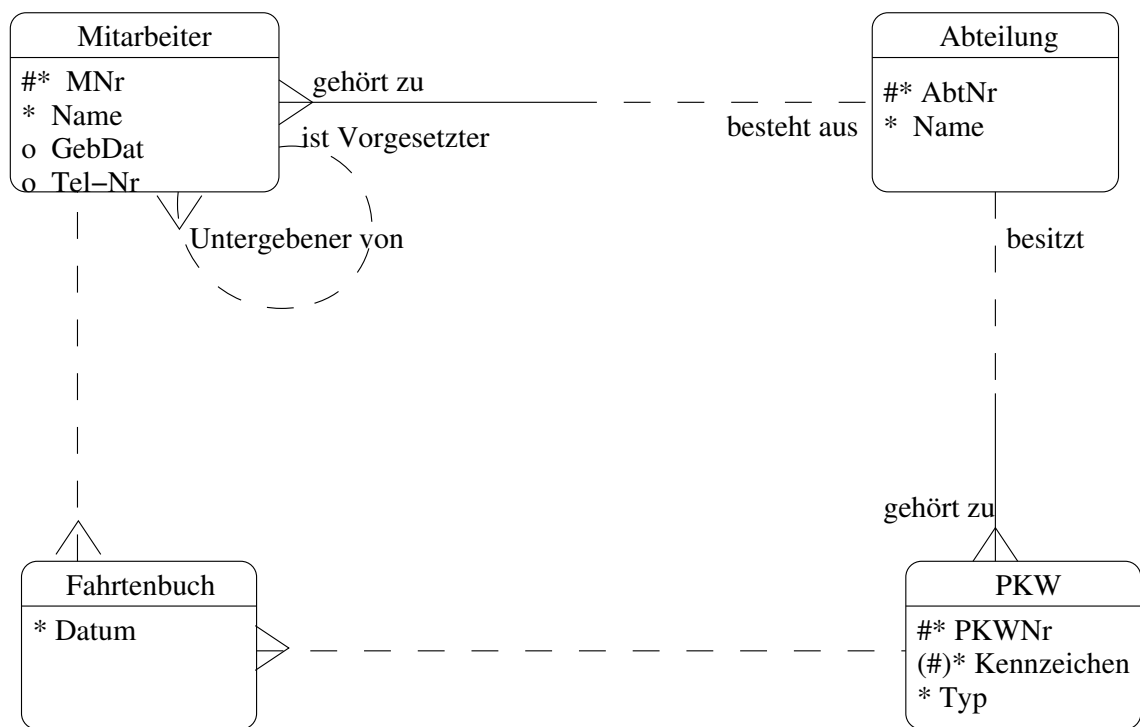 Mitarbeiter
#* MNr
* Name
o GebDat
o Tel−Nr
gehört zu
besteht aus
Abteilung
#* AbtNr
* Name
ist Vorgesetzter
Untergebener von
besitzt
gehört zu
Fahrtenbuch
* Datum
PKW
#* PKWNr
(#)* Kennzeichen
* Typ